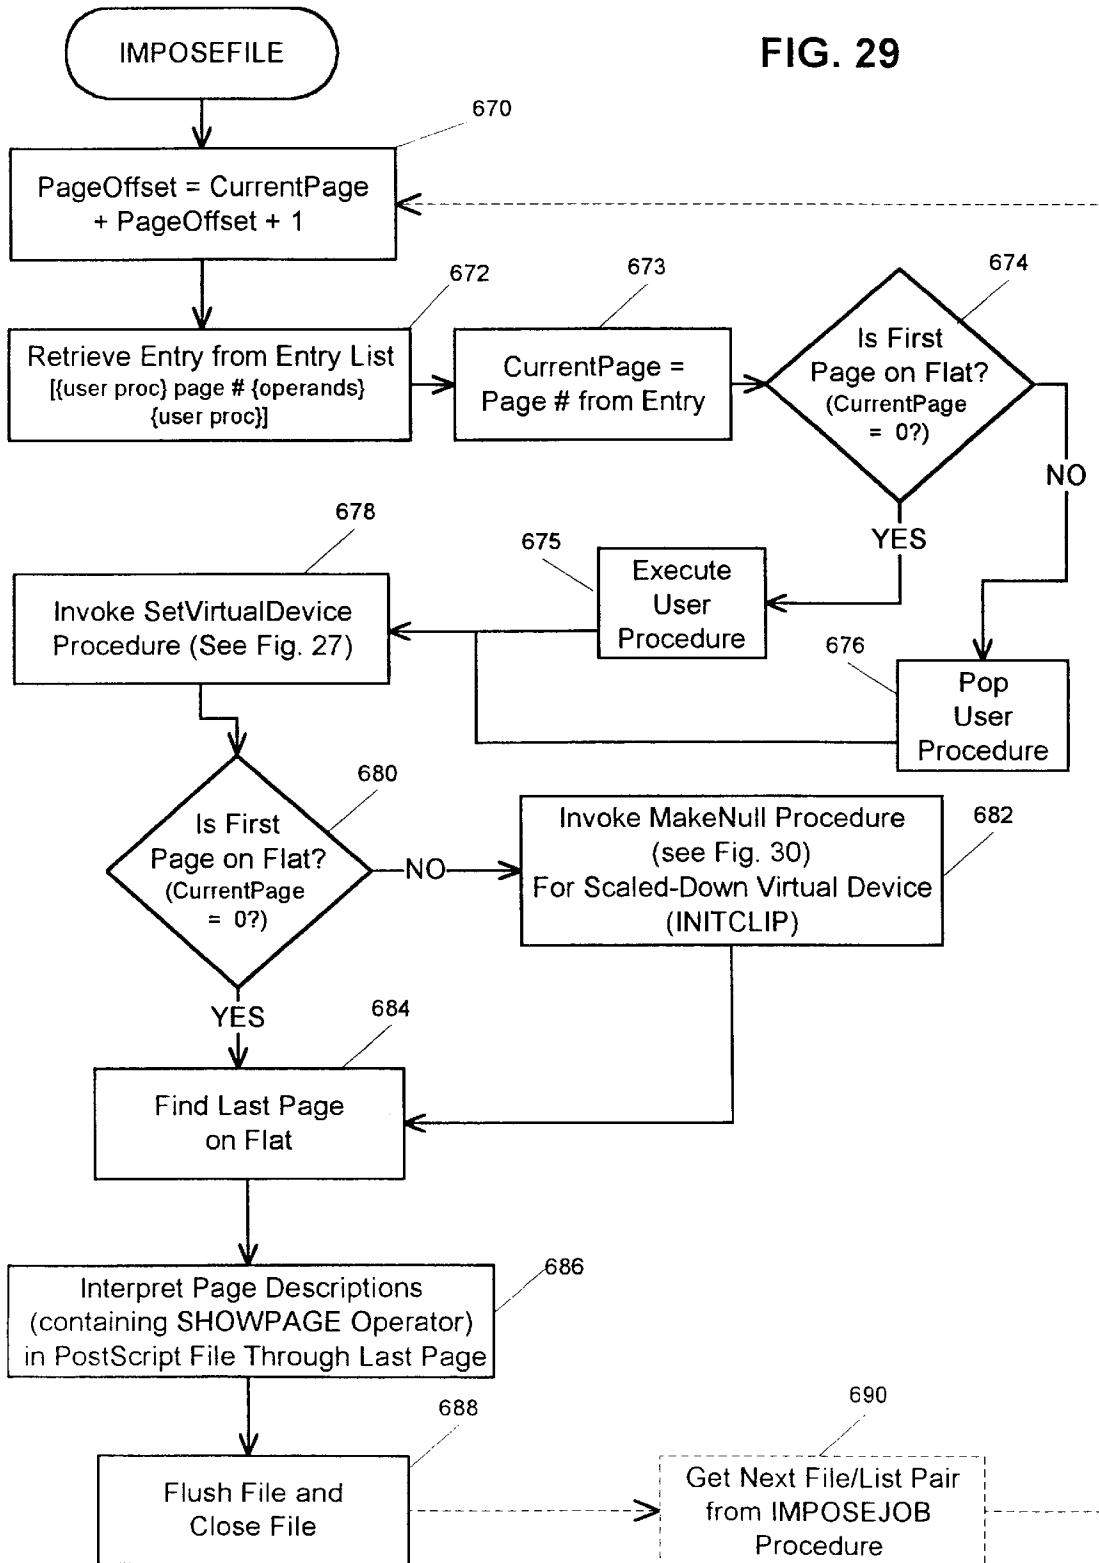 IMPOSEFILE
FIG. 29
670
PageOffset = CurrentPage
+ PageOffset + 1
672
673
674
Retrieve Entry from Entry List
[{user proc} page # {operands}
{user proc}]
CurrentPage =
Page # from Entry
Is First
Page on Flat?
(CurrentPage
= 0?)
NO
YES
678
675
Execute
User
Procedure
Invoke SetVirtualDevice
Procedure (See Fig. 27)
676
Pop
User
Procedure
680
Is First
Page on Flat?
(CurrentPage
= 0?)
NO
682
Invoke MakeNull Procedure
(see Fig. 30)
For Scaled-Down Virtual Device
(INITCLIP)
YES
684
Find Last Page
on Flat
686
Interpret Page Descriptions
(containing SHOWPAGE Operator)
in PostScript File Through Last Page
688
Flush File and
Close File
690
Get Next File/List Pair
from IMPOSEJOB
Procedure